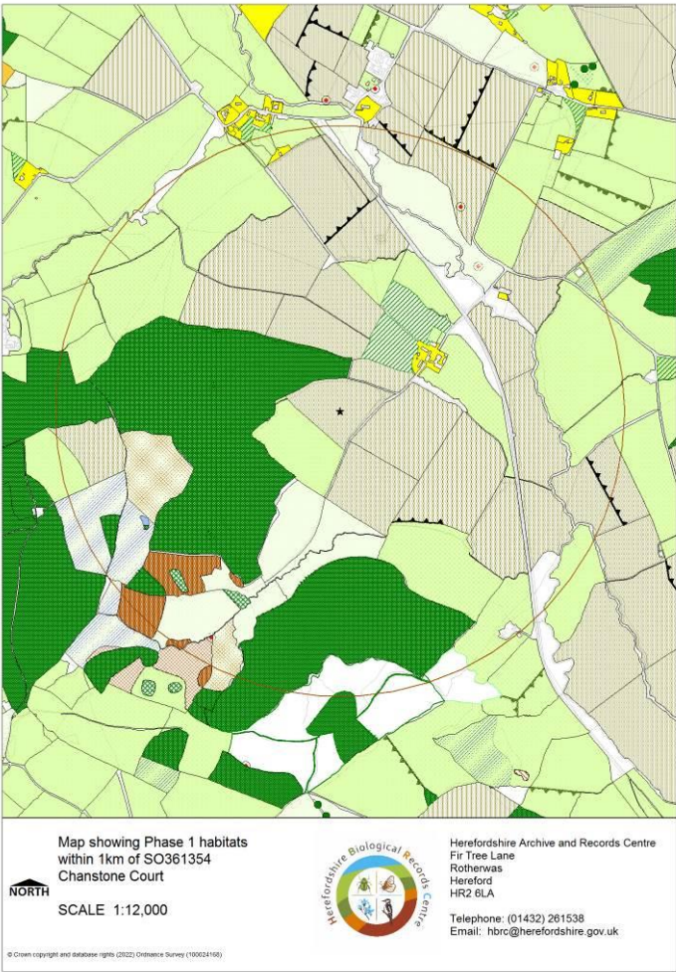 Map showing Phase 1 habitats
within 1km of SO361354
Chanstone Court
NORTH
SCALE 1:12,000
© Crown copyright and database rights (2022) Ordnance Survey (100024168)
Herefordshire Biological Records Centre
Herefordshire Archive and Records Centre
Fir Tree Lane
Rotherwas
Hereford
HR2 6LA
Telephone: (01432) 261538
Email: hbrc@herefordshire.gov.uk